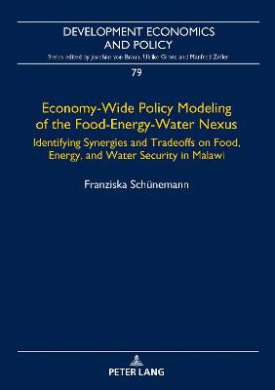 DEVELOPMENT ECONOMICS
AND POLICY
Series edited by Joachim von Braun, Ulrike Grote and Manfred Zeller
79
Economy-Wide Policy Modeling
of the Food-Energy-Water Nexus
Identifying Synergies and Tradeoffs on Food,
Energy, and Water Security in Malawi
Franziska Schünemann
PETER LANG